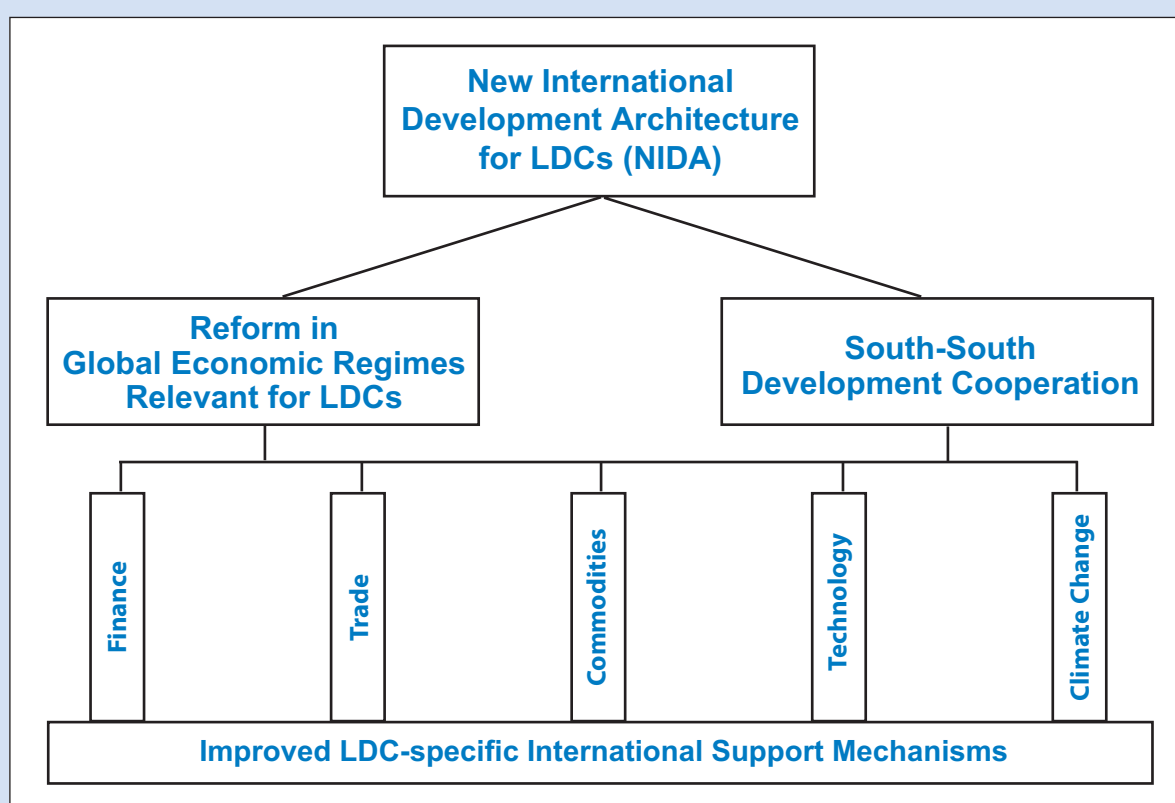 New International
Development Architecture
for LDCs (NIDA)
Reform in
Global Economic Regimes
Relevant for LDCs
South-South
Development Cooperation
Finance
Trade
Commodities
Technology
Climate Change
Improved LDC-specific International Support Mechanisms